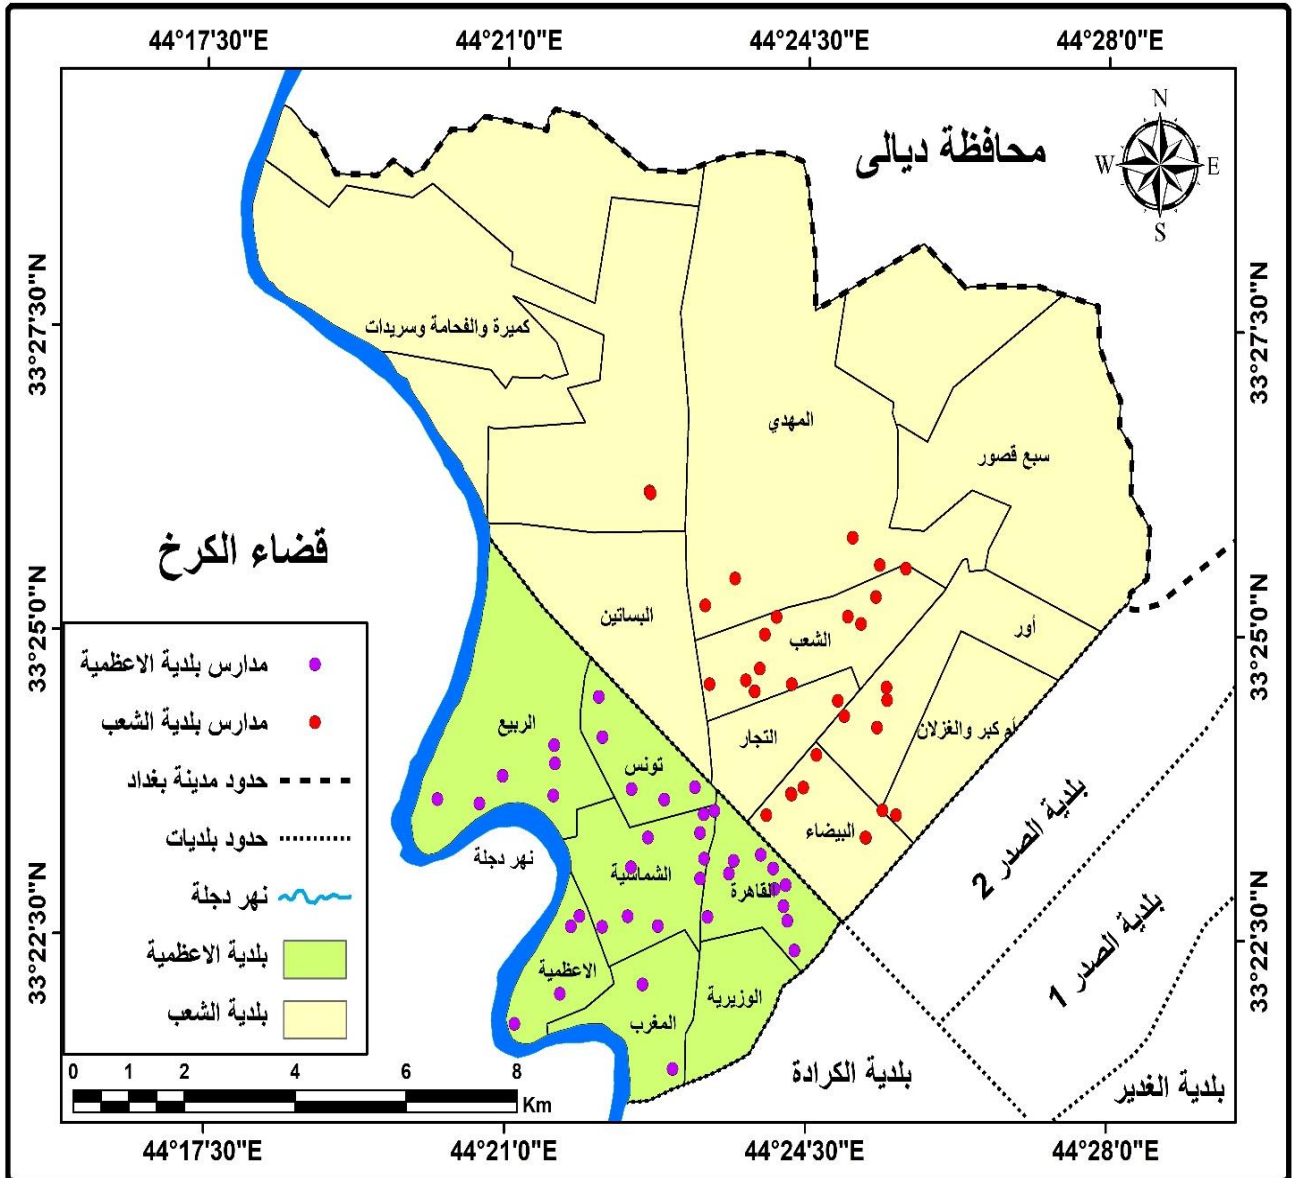 44°17'30"E 44°21'0"E 44°24'30"E 44°28'0"E
N
W E
S
محافظة ديالى
33°27'30"N 33°27'30"N
كميرة والفحامة وسريدات
المهدي
سبع قصور
قضاء الكرخ
33°25'0"N 33°25'0"N
البساتين
الشعب
أور
مدارس بلدية الاعظمية
مدارس بلدية الشعب
حدود مدينة بغداد
حدود بلديات
نهر دجلة
بلدية الاعظمية
بلدية الشعب
الربيع
تونس
التجار
أم كبر والغزلان
البيضاء
نهر دجلة
الشماسية
القاهرة
بلدية الصدر 2
بلدية الصدر 1
33°22'30"N 33°22'30"N
الاعظمية
المغرب
الوزيرية
بلدية الكرادة
بلدية الغدير
0 1 2 4 6 8
Km
44°17'30"E 44°21'0"E 44°24'30"E 44°28'0"E